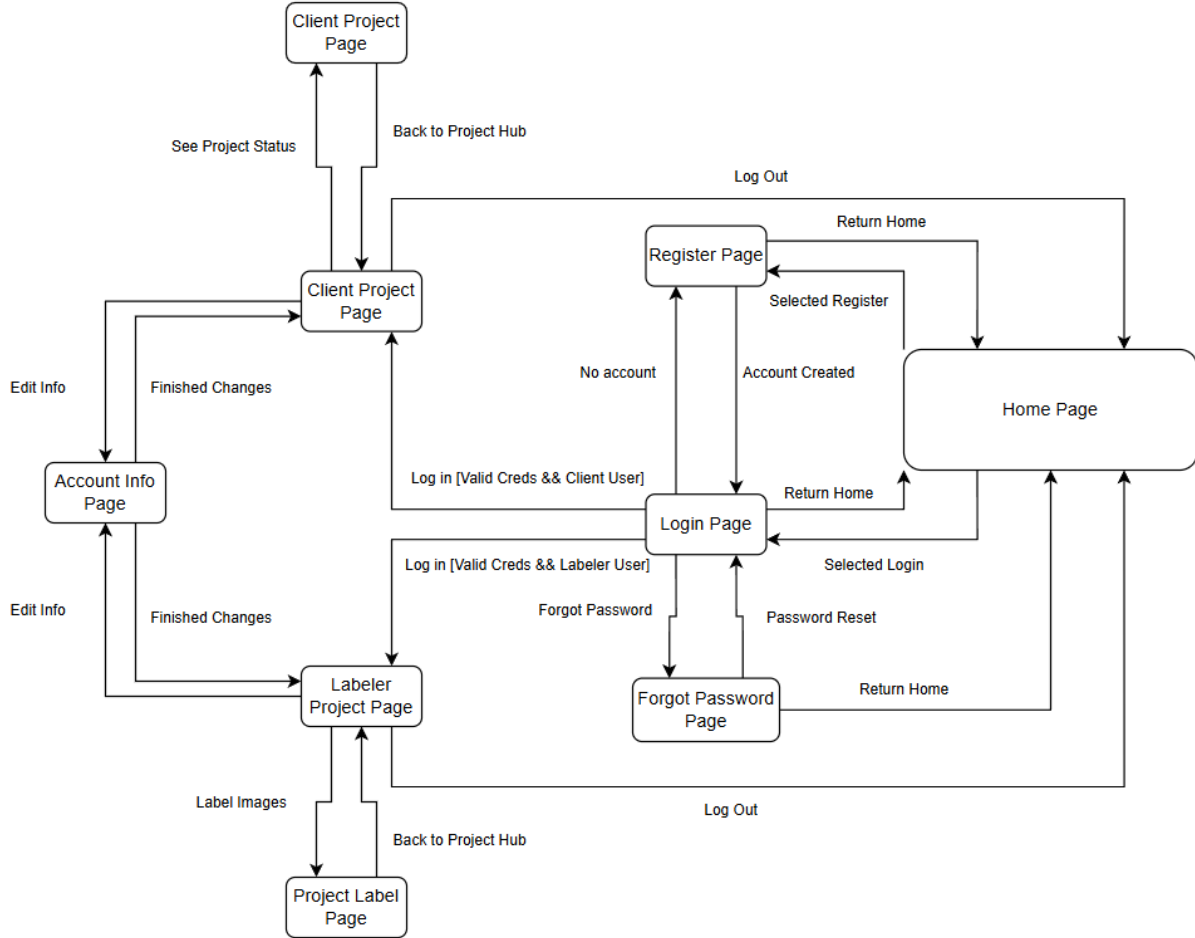 Client Project
Page
See Project Status
Back to Project Hub
Log Out
Return Home
Register Page
Client Project
Page
Selected Register
Edit Info
Finished Changes
No account
Account Created
Home Page
Account Info
Page
Log in [Valid Creds && Client User]
Return Home
Login Page
Log in [Valid Creds && Labeler User]
Selected Login
Edit Info
Finished Changes
Forgot Password
Password Reset
Labeler
Project Page
Forgot Password
Page
Return Home
Label Images
Log Out
Back to Project Hub
Project Label
Page